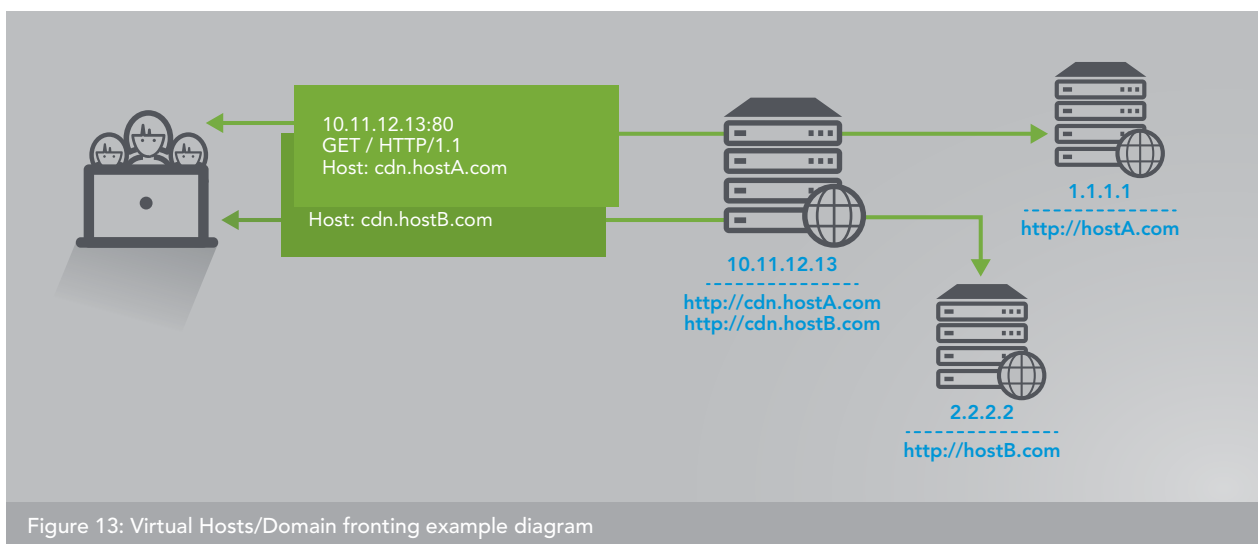 10.11.12.13:80
GET / HTTP/1.1
Host: cdn.hostA.com
Host: cdn.hostB.com
10.11.12.13
http://cdn.hostA.com
http://cdn.hostB.com
1.1.1.1
http://hostA.com
2.2.2.2
http://hostB.com
Figure 13: Virtual Hosts/Domain fronting example diagram